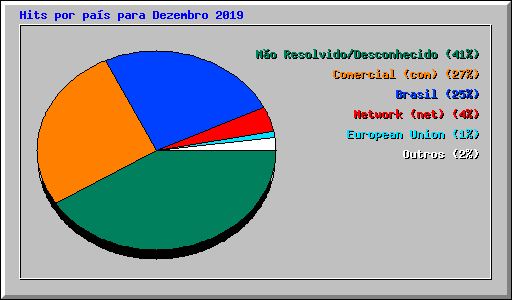 Hits por país para Dezembro 2019
Não Resolvido/Desconhecido (41%)
Comercial (com) (27%)
Brasil (25%)
Network (net) (4%)
European Union (1%)
Outros (2%)